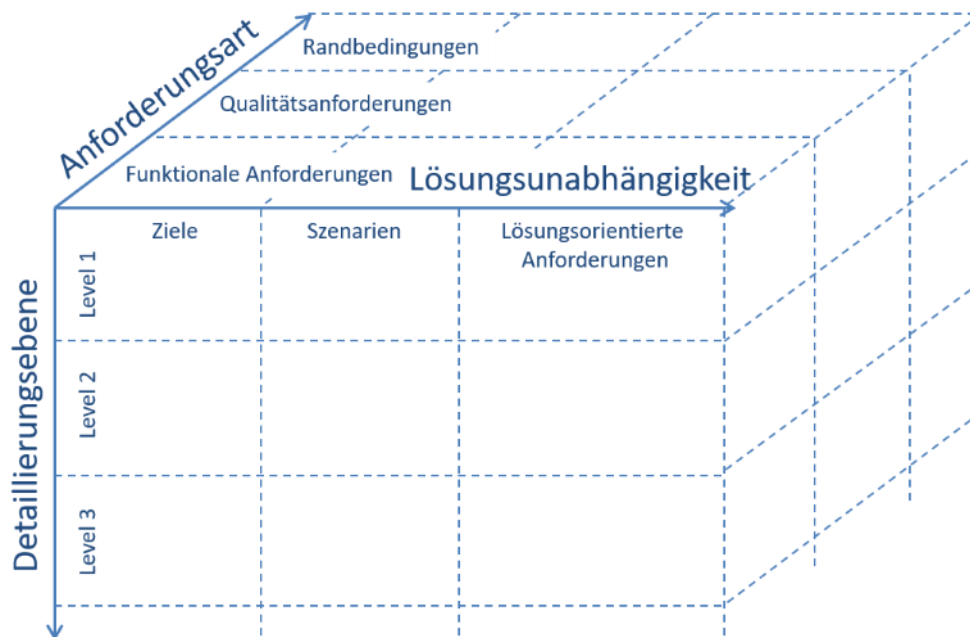 Anforderungsart
Randbedingungen
Qualitätsanforderungen
Funktionale Anforderungen
Lösungsunabhängigkeit
Ziele
Szenarien
Lösungsorientierte
Anforderungen
Detaillierungsebene
Level 1
Level 2
Level 3